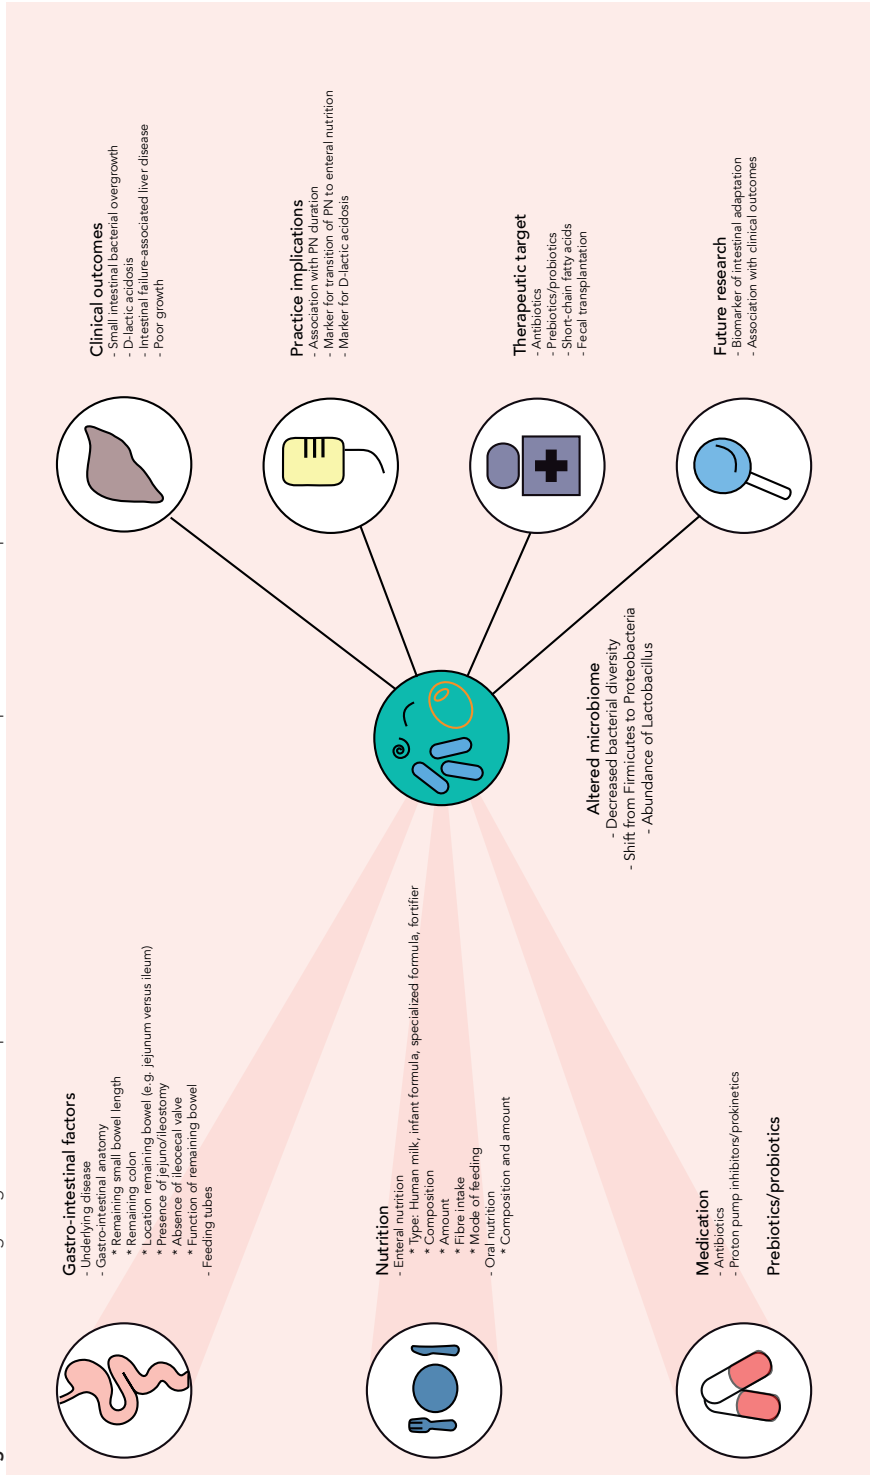 Gastro-intestinal factors
- Underlying disease
- Gastro-intestinal anatomy
* Remaining small bowel length
* Remaining colon
* Location remaining bowel (e.g. jejunum versus ileum)
* Presence of jejuno/ileostomy
* Absence of ileocecal valve
* Function of remaining bowel
- Feeding tubes
Nutrition
- Enteral nutrition
* Type: Human milk, infant formula, specialized formula, fortifier
* Composition
* Amount
* Fibre intake
* Mode of feeding
- Oral nutrition
* Composition and amount
Medication
- Antibiotics
- Proton pump inhibitors/prokinetics
Prebiotics/probiotics
Altered microbiome
- Decreased bacterial diversity
- Shift from Firmicutes to Proteobacteria
- Abundance of Lactobacillus
Clinical outcomes
- Small intestinal bacterial overgrowth
- D-lactic acidosis
- Intestinal failure-associated liver disease
- Poor growth
Practice implications
- Association with PN duration
- Marker for transition of PN to enteral nutrition
- Marker for D-lactic acidosis
Therapeutic target
- Antibiotics
- Prebiotics/probiotics
- Short-chain fatty acids
- Fecal transplantation
Future research
- Biomarker of intestinal adaptation
- Association with clinical outcomes